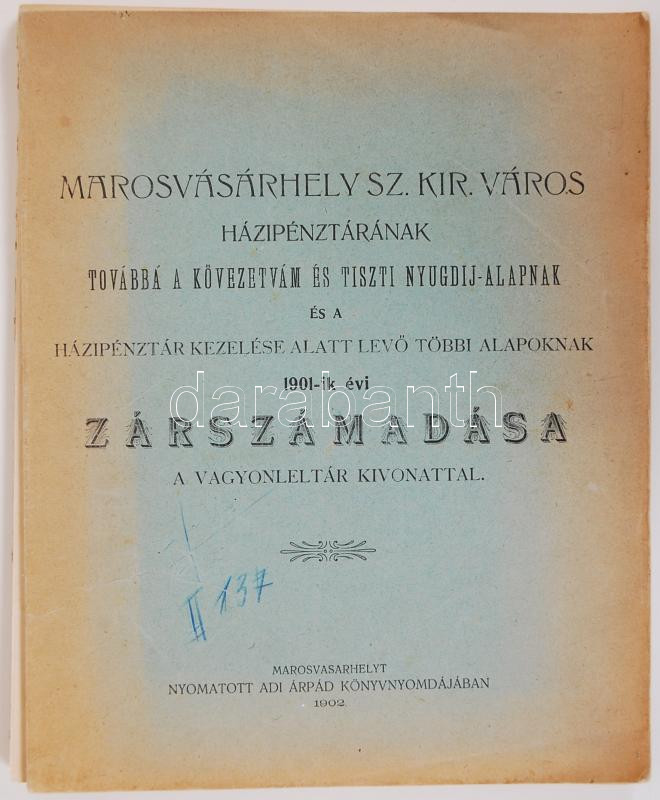 MAROSVÁSÁRHELY SZ. KIR. VÁROS
HÁZIPÉNZTÁRÁNAK
TOVÁBBÁ A KÖVEZETVÁM ÉS TISZTI NYUGDIJ-ALAPNAK
ÉS A
HÁZIPÉNZTÁR KEZELÉSE ALATT LEVŐ TÖBBI ALAPOKNAK
1901-ik évi
darabanth
ZÁRSZÁMADÁSA
A VAGYONLELTÁR KIVONATTAL.
II 137
MAROSVASARHELYT
NYOMATOTT ADI ÁRPÁD KÖNYVNYOMDÁJÁBAN
1902.